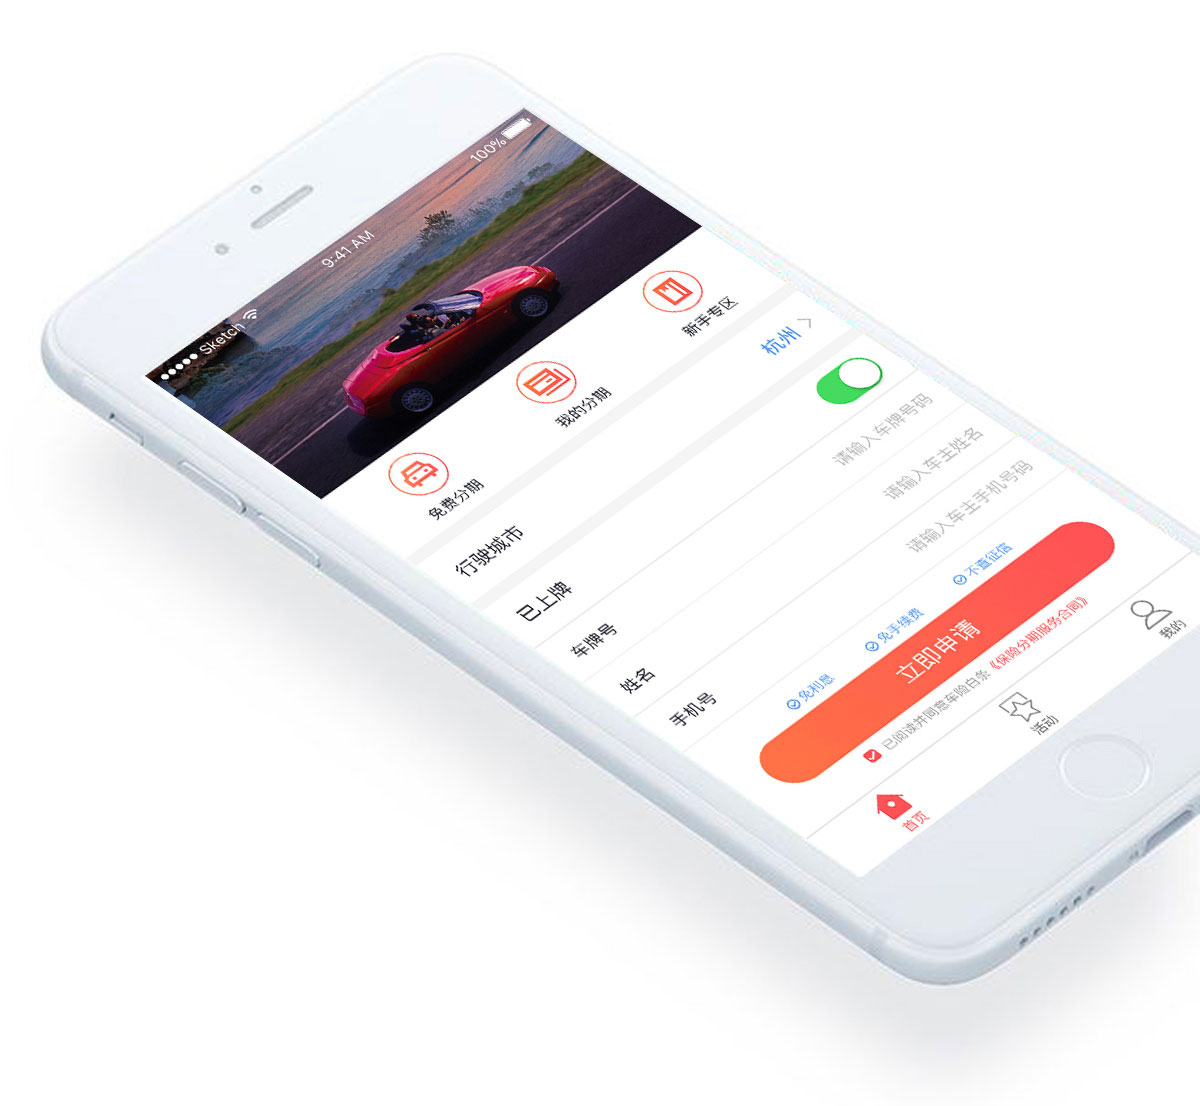 Sketch 9:41 AM 100%
免费分期 我的分期 新手专区
行驶城市 杭州
已上牌
车牌号 请输入车牌号码
姓名 请输入车主姓名
手机号 请输入车主手机号码
免利息 免手续费 不查征信
立即申请
已阅读并同意车险白条《保险分期服务合同》
首页 活动 我的